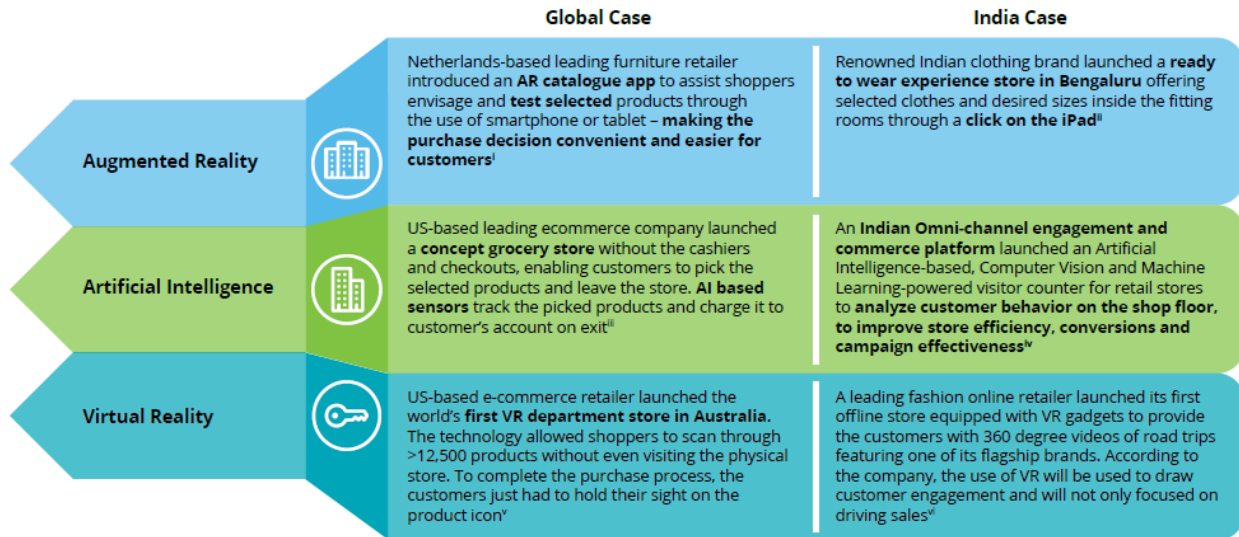 Global Case
India Case
Augmented Reality
Netherlands-based leading furniture retailer
introduced an AR catalogue app to assist shoppers
envisage and test selected products through
the use of smartphone or tablet – making the
purchase decision convenient and easier for
customersⁱ
Renowned Indian clothing brand launched a ready
to wear experience store in Bengaluru offering
selected clothes and desired sizes inside the fitting
rooms through a click on the iPadⁱⁱ
Artificial Intelligence
US-based leading ecommerce company launched
a concept grocery store without the cashiers
and checkouts, enabling customers to pick the
selected products and leave the store. AI based
sensors track the picked products and charge it to
customer's account on exitⁱⁱⁱ
An Indian Omni-channel engagement and
commerce platform launched an Artificial
Intelligence-based, Computer Vision and Machine
Learning-powered visitor counter for retail stores
to analyze customer behavior on the shop floor,
to improve store efficiency, conversions and
campaign effectivenessⁱᵛ
Virtual Reality
US-based e-commerce retailer launched the
world's first VR department store in Australia.
The technology allowed shoppers to scan through
>12,500 products without even visiting the physical
store. To complete the purchase process, the
customers just had to hold their sight on the
product iconᵛ
A leading fashion online retailer launched its first
offline store equipped with VR gadgets to provide
the customers with 360 degree videos of road trips
featuring one of its flagship brands. According to
the company, the use of VR will be used to draw
customer engagement and will not only focused on
driving salesᵛⁱ